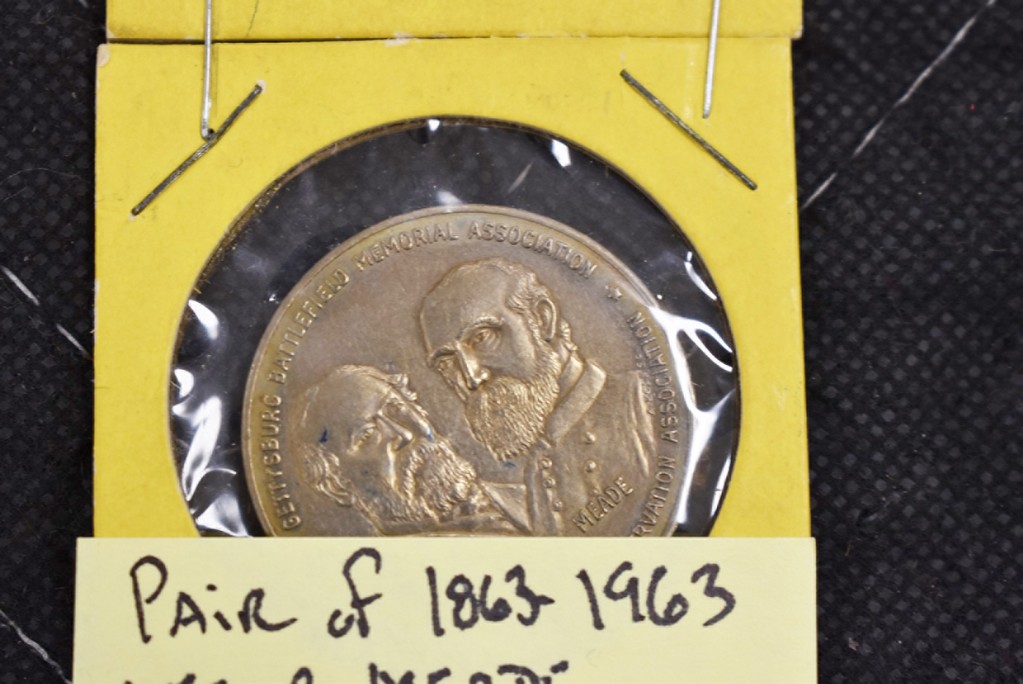 GETTYSBURG BATTLEFIELD MEMORIAL ASSOCIATION ★
RVATION ASSOCIATION
MEADE
PAiR of 1863-1963